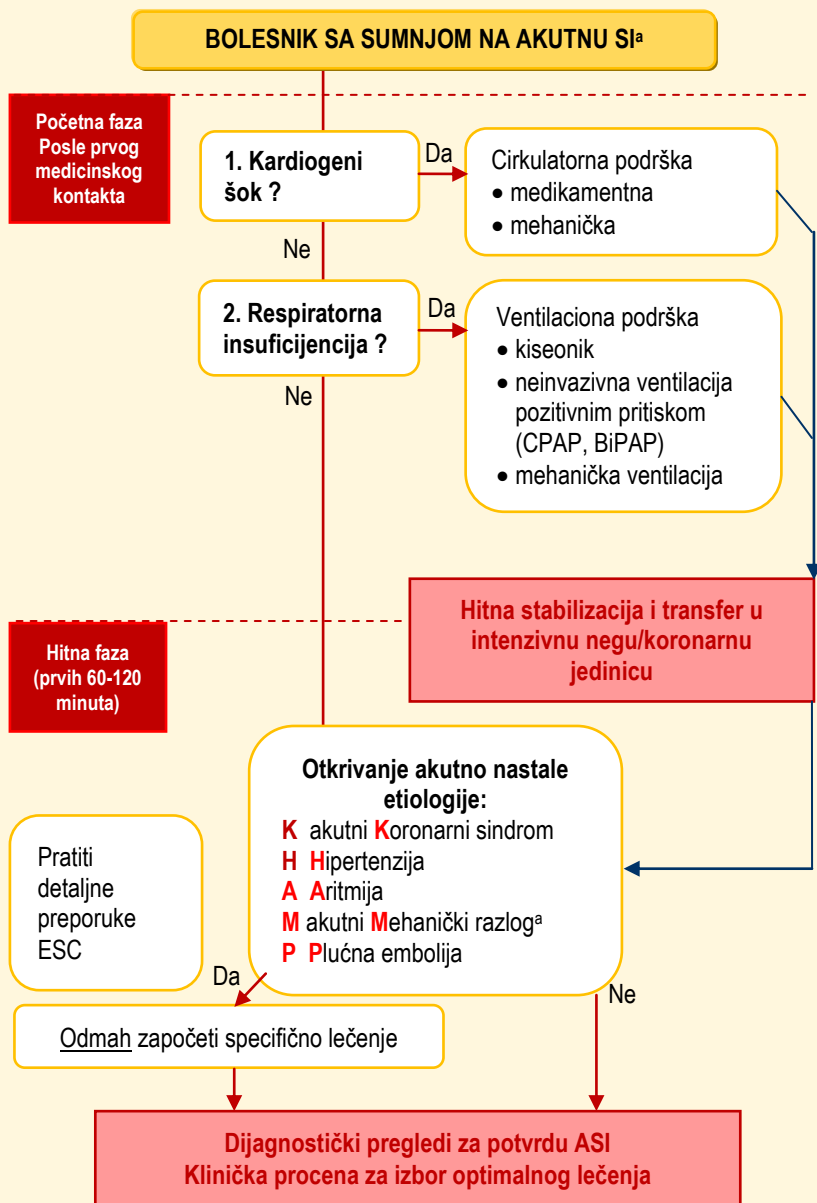 BOLESNIK SA SUMNJOM NA AKUTNU SIᵃ
Početna faza
Posle prvog
medicinskog
kontakta
1. Kardiogeni
šok ?
Da
Cirkulatorna podrška
• medikamentna
• mehanička
Ne
2. Respiratorna
insuficijencija ?
Da
Ventilaciona podrška
• kiseonik
• neinvazivna ventilacija
pozitivnim pritiskom
(CPAP, BiPAP)
• mehanička ventilacija
Ne
Hitna stabilizacija i transfer u
intenzivnu negu/koronarnu
jedinicu
Hitna faza
(prvih 60-120
minuta)
Otkrivanje akutno nastale
etiologije:
K akutni Koronarni sindrom
H Hipertenzija
A Aritmija
M akutni Mehanički razlogᵃ
P Plućna embolija
Pratiti
detaljne
preporuke
ESC
Da
Ne
Odmah započeti specifično lečenje
Dijagnostički pregledi za potvrdu ASI
Klinička procena za izbor optimalnog lečenja